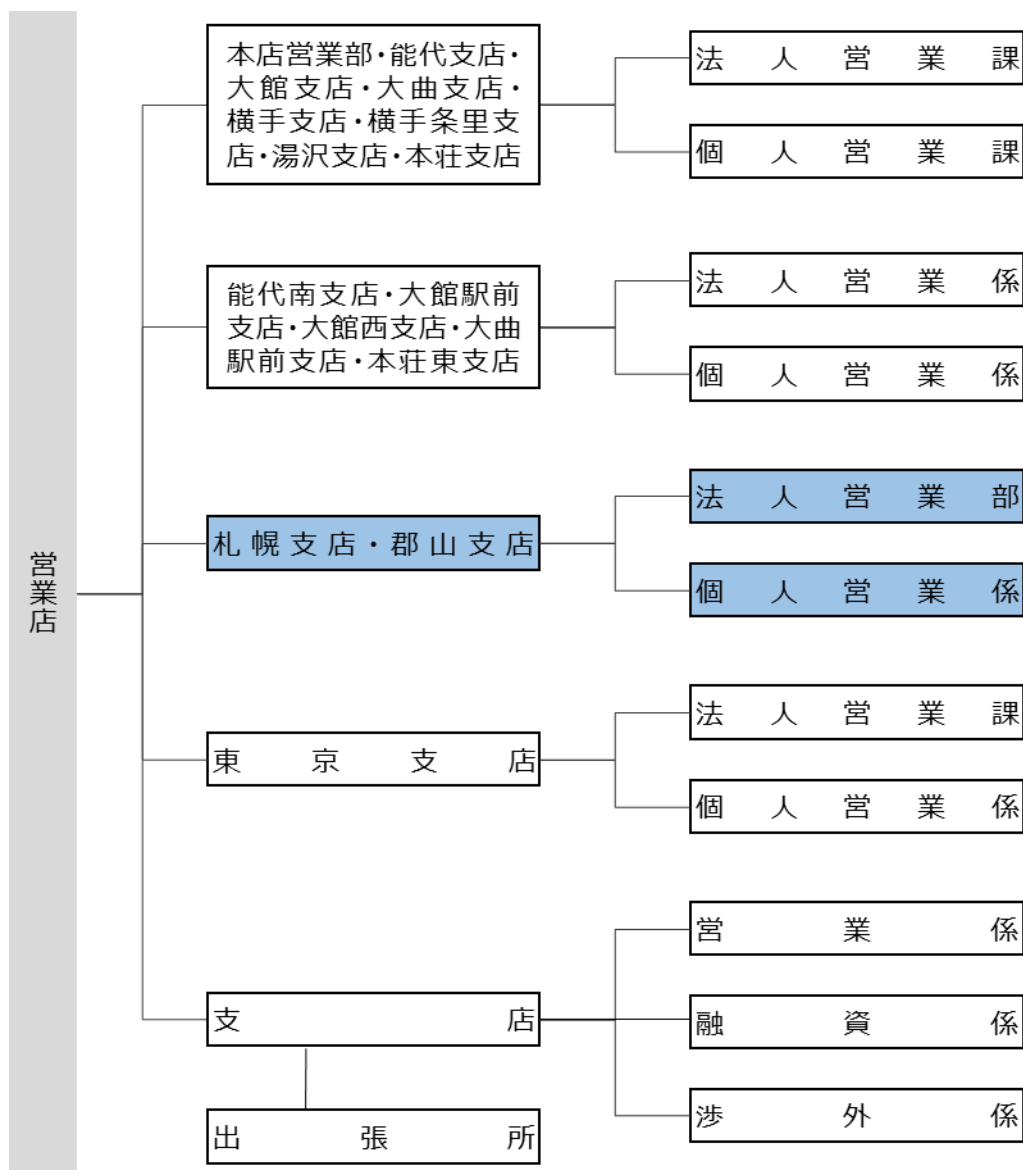 営業店
本店営業部・能代支店・
大館支店・大曲支店・
横手支店・横手条里支
店・湯沢支店・本荘支店
法人営業課
個人営業課
能代南支店・大館駅前
支店・大館西支店・大曲
駅前支店・本荘東支店
法人営業係
個人営業係
札幌支店・郡山支店
法人営業部
個人営業係
東京支店
法人営業課
個人営業係
支店
営業係
融資係
渉外係
出張所